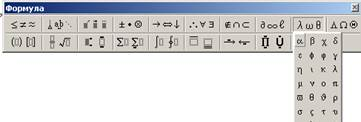 Формула
≤ ≠ ≈ ± • ⊗ → ⇔ ↓ ∴ ∀ ∃ ∉ ∩ ⊂ ∂ ∞ ℓ λ ω θ Λ Ω Θ
α β χ δ
ε ϕ φ γ
η ι κ λ
μ ν ο π
ϖ θ ϑ ρ
σ ς τ υ